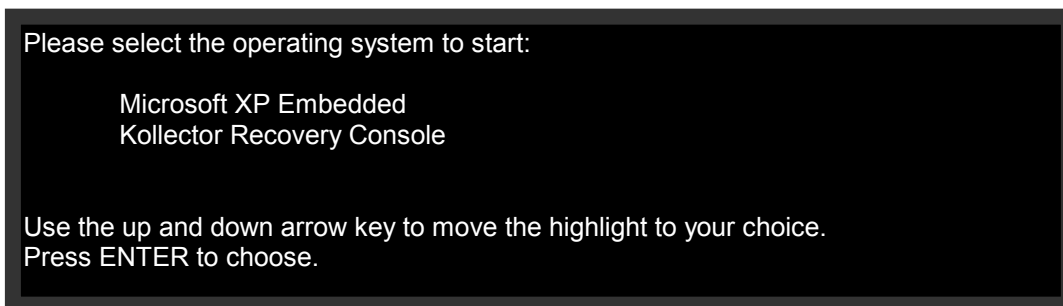 Please select the operating system to start:
Microsoft XP Embedded
Kollector Recovery Console
Use the up and down arrow key to move the highlight to your choice.
Press ENTER to choose.